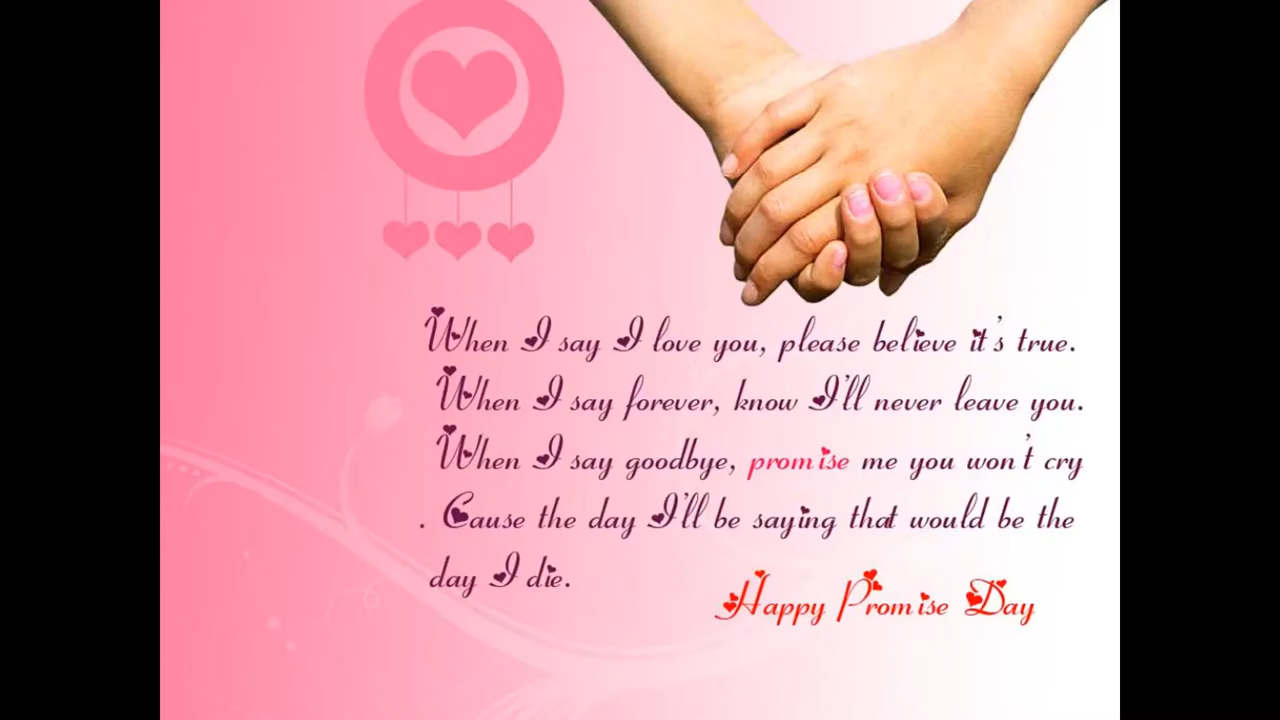 When I say I love you, please believe it's true.
When I say forever, know I'll never leave you.
When I say goodbye, promise me you won't cry
. Cause the day I'll be saying that would be the
day I die.
Happy Promise Day